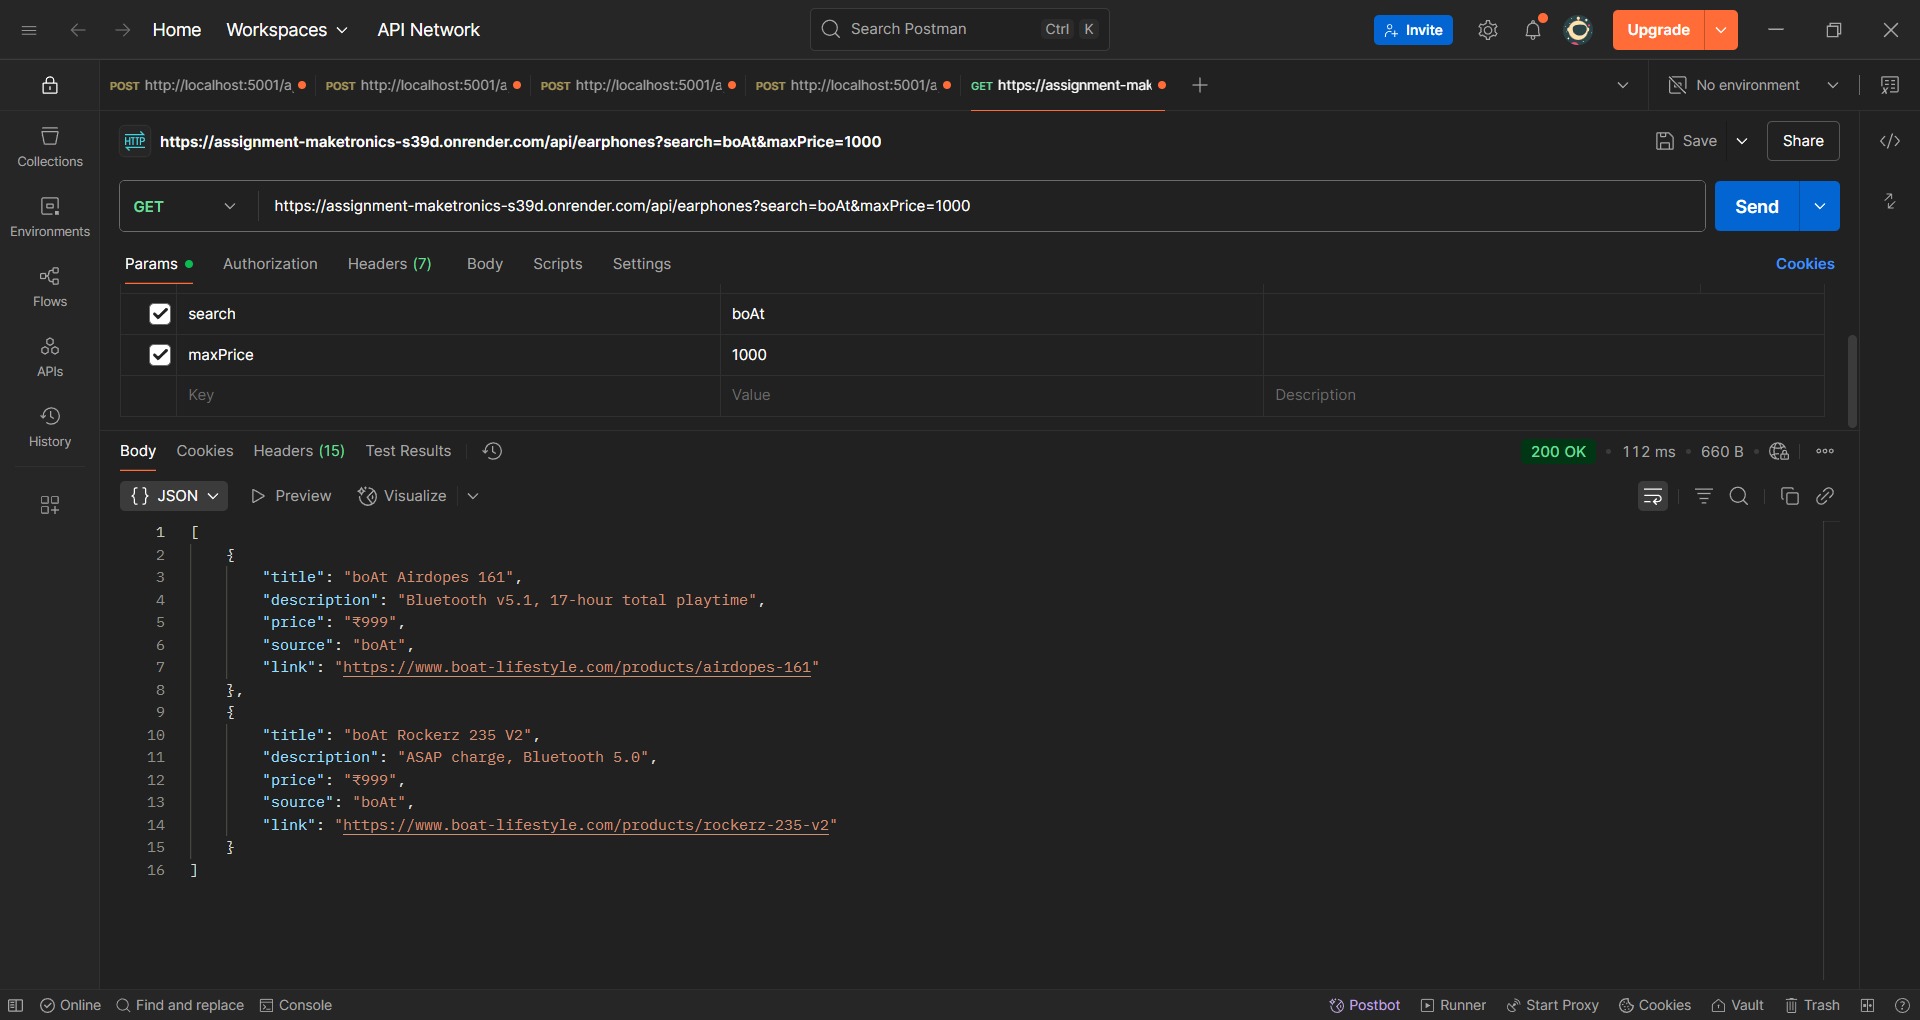 Home Workspaces API Network Search Postman Ctrl K Invite Upgrade
POST http://localhost:5001/a POST http://localhost:5001/a POST http://localhost:5001/a POST http://localhost:5001/a GET https://assignment-mak No environment
HTTP https://assignment-maketronics-s39d.onrender.com/api/earphones?search=boAt&maxPrice=1000 Save Share
Collections
GET https://assignment-maketronics-s39d.onrender.com/api/earphones?search=boAt&maxPrice=1000 Send
Environments
Params Authorization Headers (7) Body Scripts Settings Cookies
Flows
search boAt
maxPrice 1000
APIs
Key Value Description
History
Body Cookies Headers (15) Test Results 200 OK 112 ms 660 B
{} JSON Preview Visualize
1 [
2 {
3 "title": "boAt Airdopes 161",
4 "description": "Bluetooth v5.1, 17-hour total playtime",
5 "price": "₹999",
6 "source": "boAt",
7 "link": "https://www.boat-lifestyle.com/products/airdopes-161"
8 },
9 {
10 "title": "boAt Rockerz 235 V2",
11 "description": "ASAP charge, Bluetooth 5.0",
12 "price": "₹999",
13 "source": "boAt",
14 "link": "https://www.boat-lifestyle.com/products/rockerz-235-v2"
15 }
16 ]
Online Find and replace Console Postbot Runner Start Proxy Cookies Vault Trash